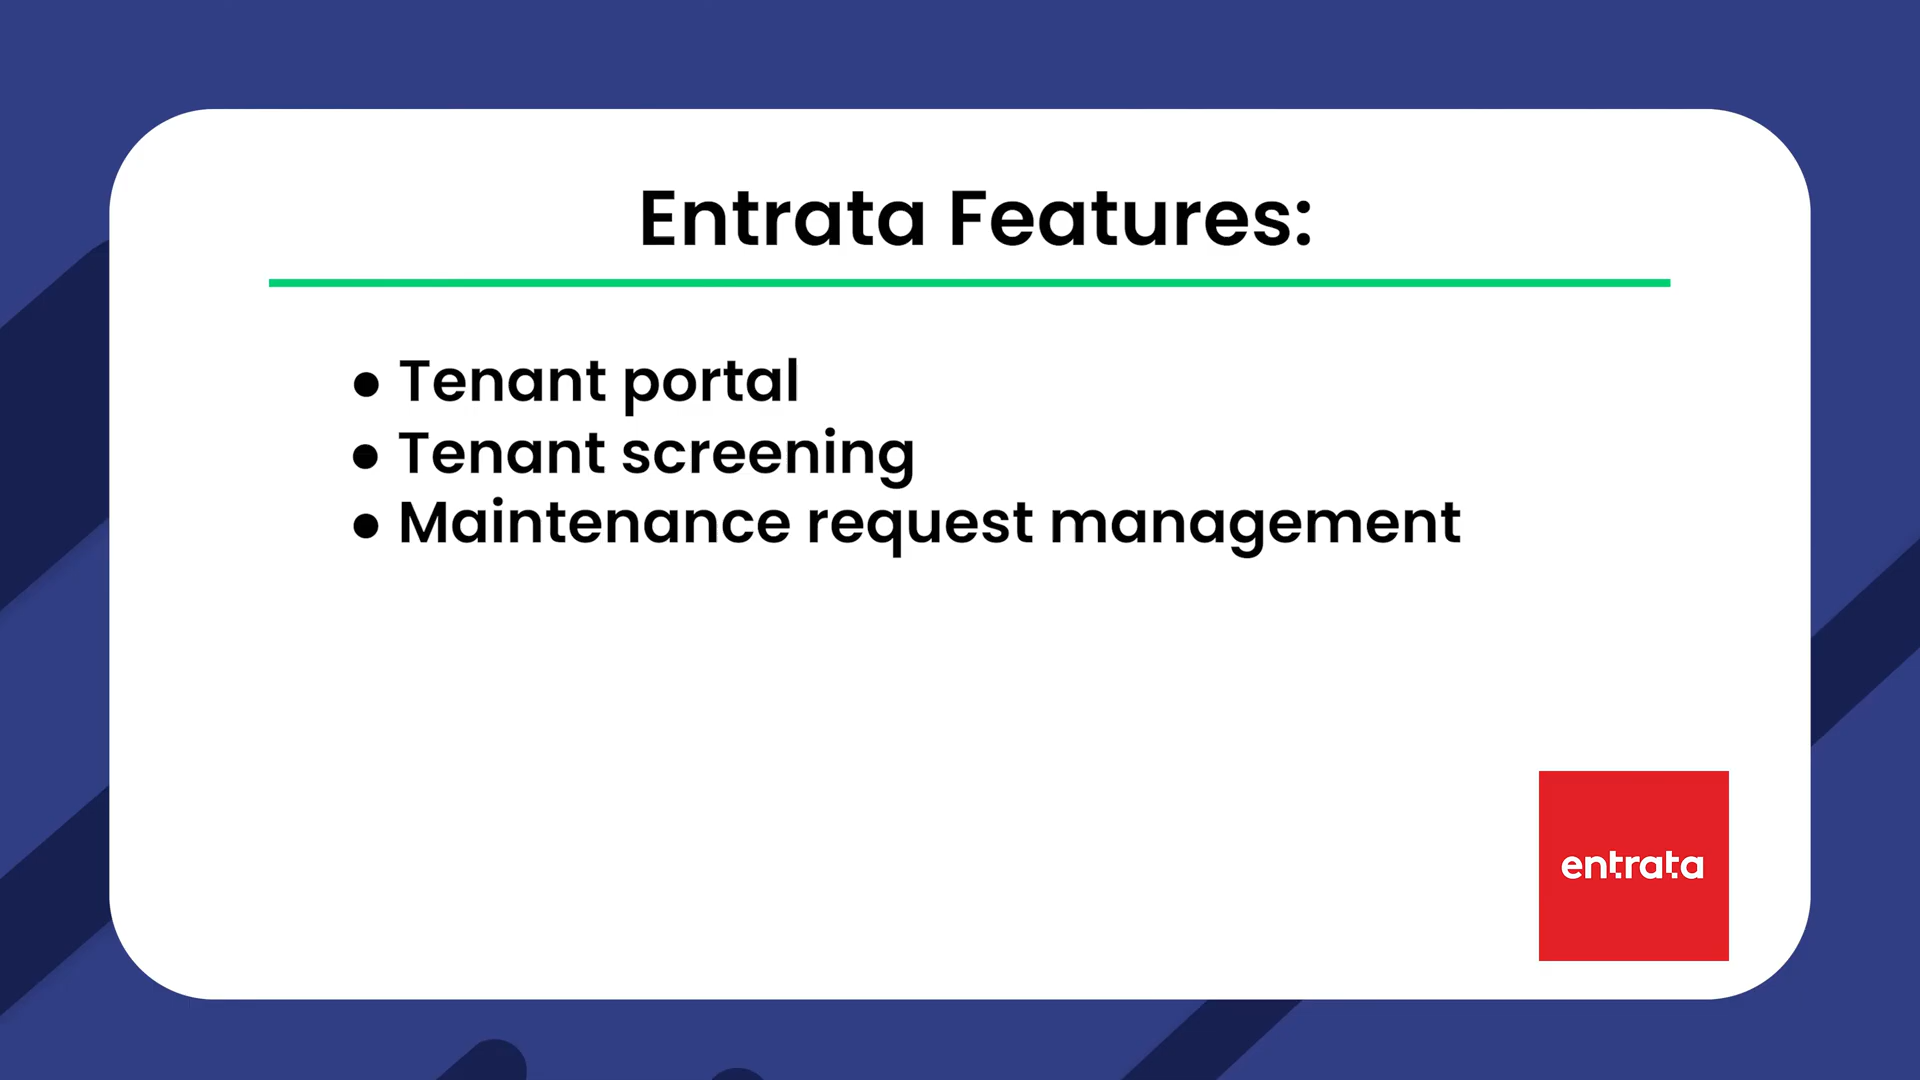 Entrata Features:
● Tenant portal
● Tenant screening
● Maintenance request management
entrata